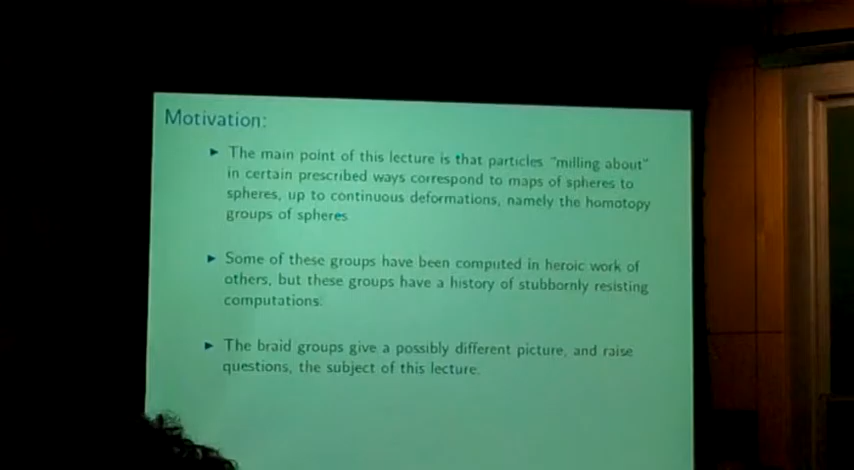 Motivation:
► The main point of this lecture is that particles "milling about"
in certain prescribed ways correspond to maps of spheres to
spheres, up to continuous deformations, namely the homotopy
groups of spheres
► Some of these groups have been computed in heroic work of
others, but these groups have a history of stubbornly resisting
computations.
► The braid groups give a possibly different picture, and raise
questions, the subject of this lecture.